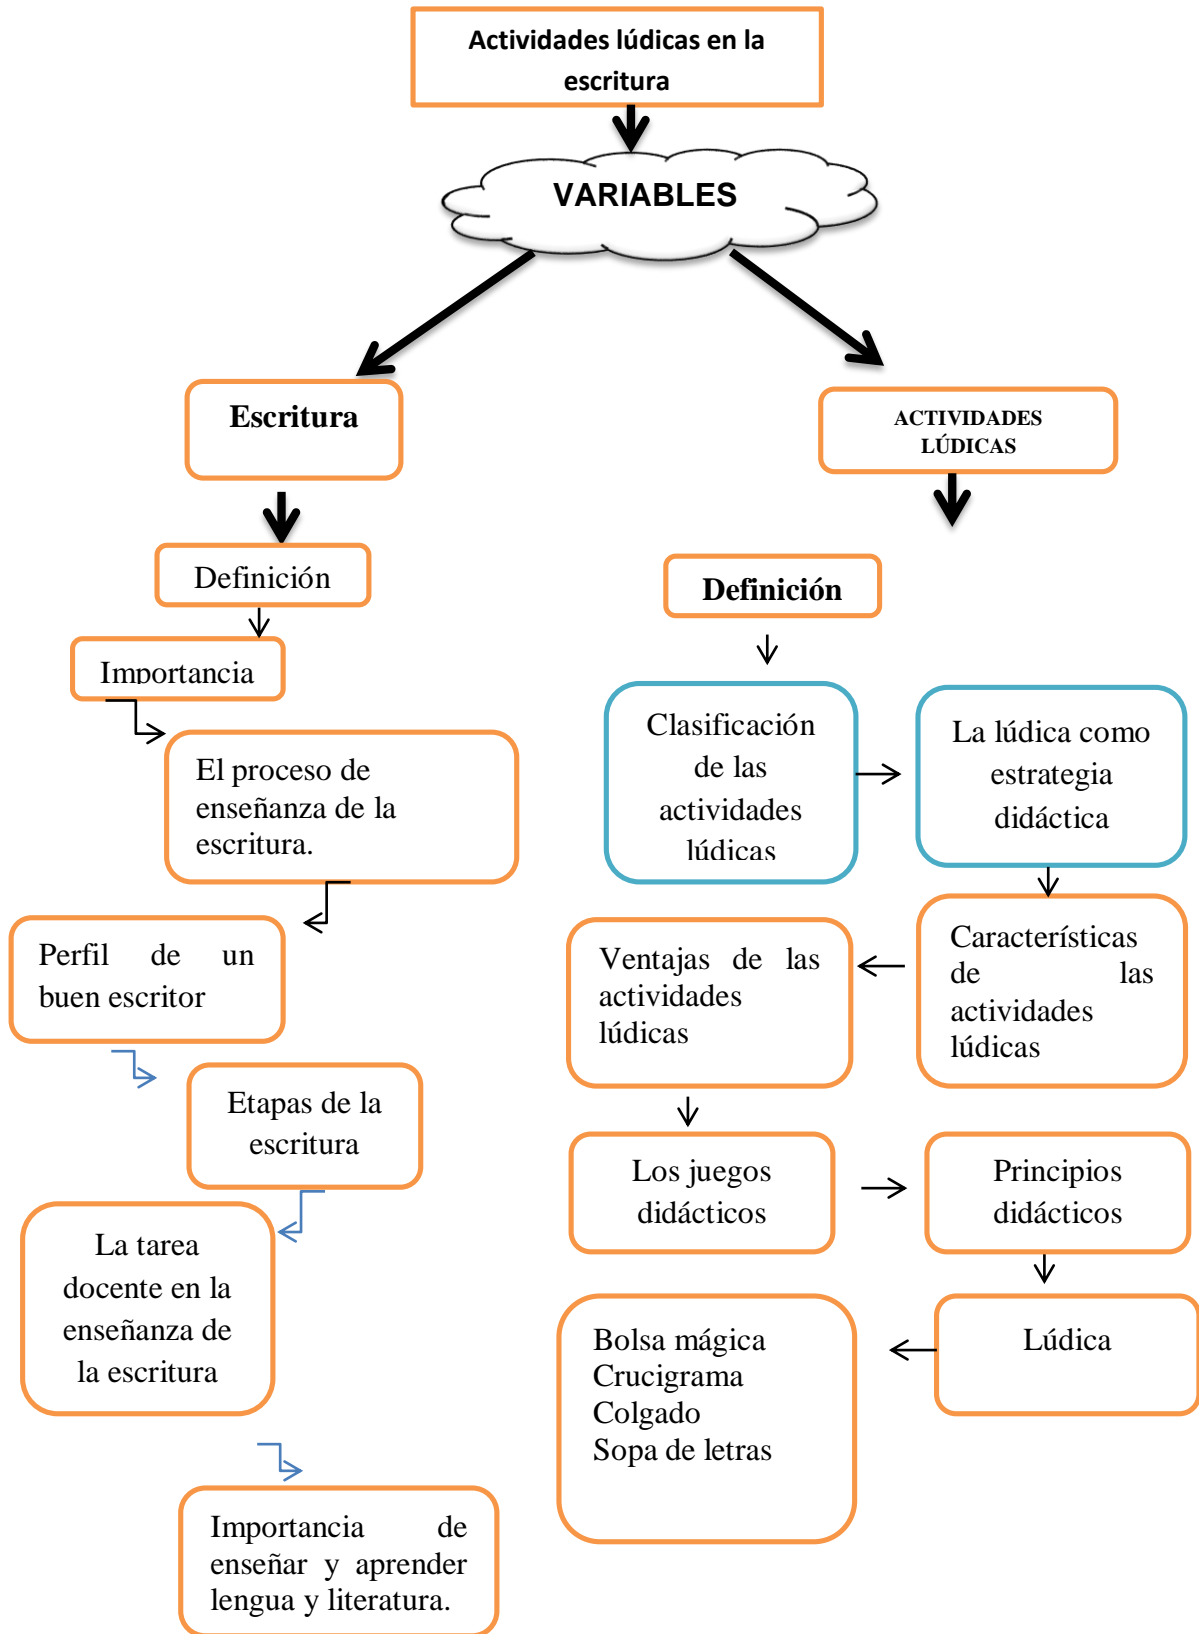 Actividades lúdicas en la
escritura
VARIABLES
Escritura
Definición
Importancia
El proceso de
enseñanza de la
escritura.
Perfil de un
buen escritor
Etapas de la
escritura
La tarea
docente en la
enseñanza de
la escritura
Importancia de
enseñar y aprender
lengua y literatura.
ACTIVIDADES
LÚDICAS
Definición
Clasificación
de las
actividades
lúdicas
La lúdica como
estrategia
didáctica
Características
de las
actividades
lúdicas
Ventajas de las
actividades
lúdicas
Los juegos
didácticos
Principios
didácticos
Lúdica
Bolsa mágica
Crucigrama
Colgado
Sopa de letras